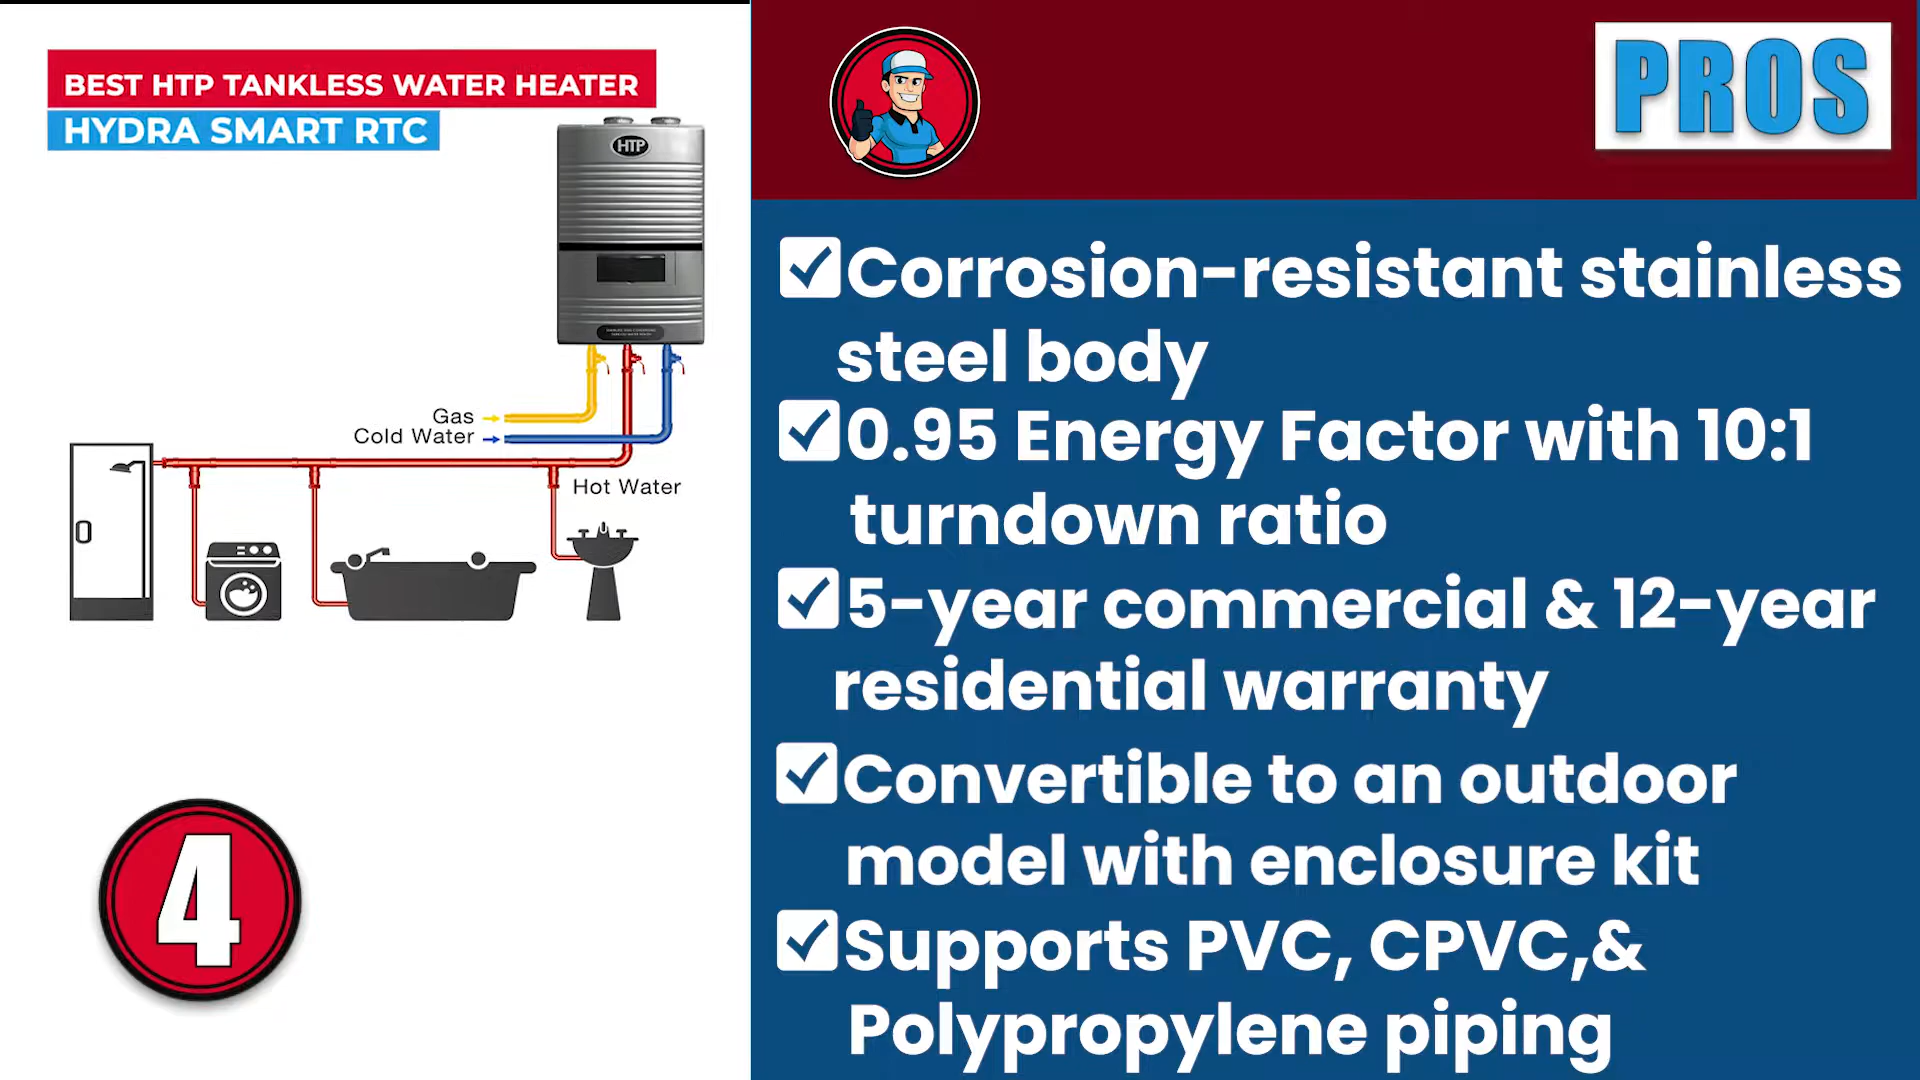 BEST HTP TANKLESS WATER HEATER
HYDRA SMART RTC
HTP
Gas
Cold Water
Hot Water
4
PROS
Corrosion-resistant stainless
steel body
0.95 Energy Factor with 10:1
turndown ratio
5-year commercial & 12-year
residential warranty
Convertible to an outdoor
model with enclosure kit
Supports PVC, CPVC,&
Polypropylene piping